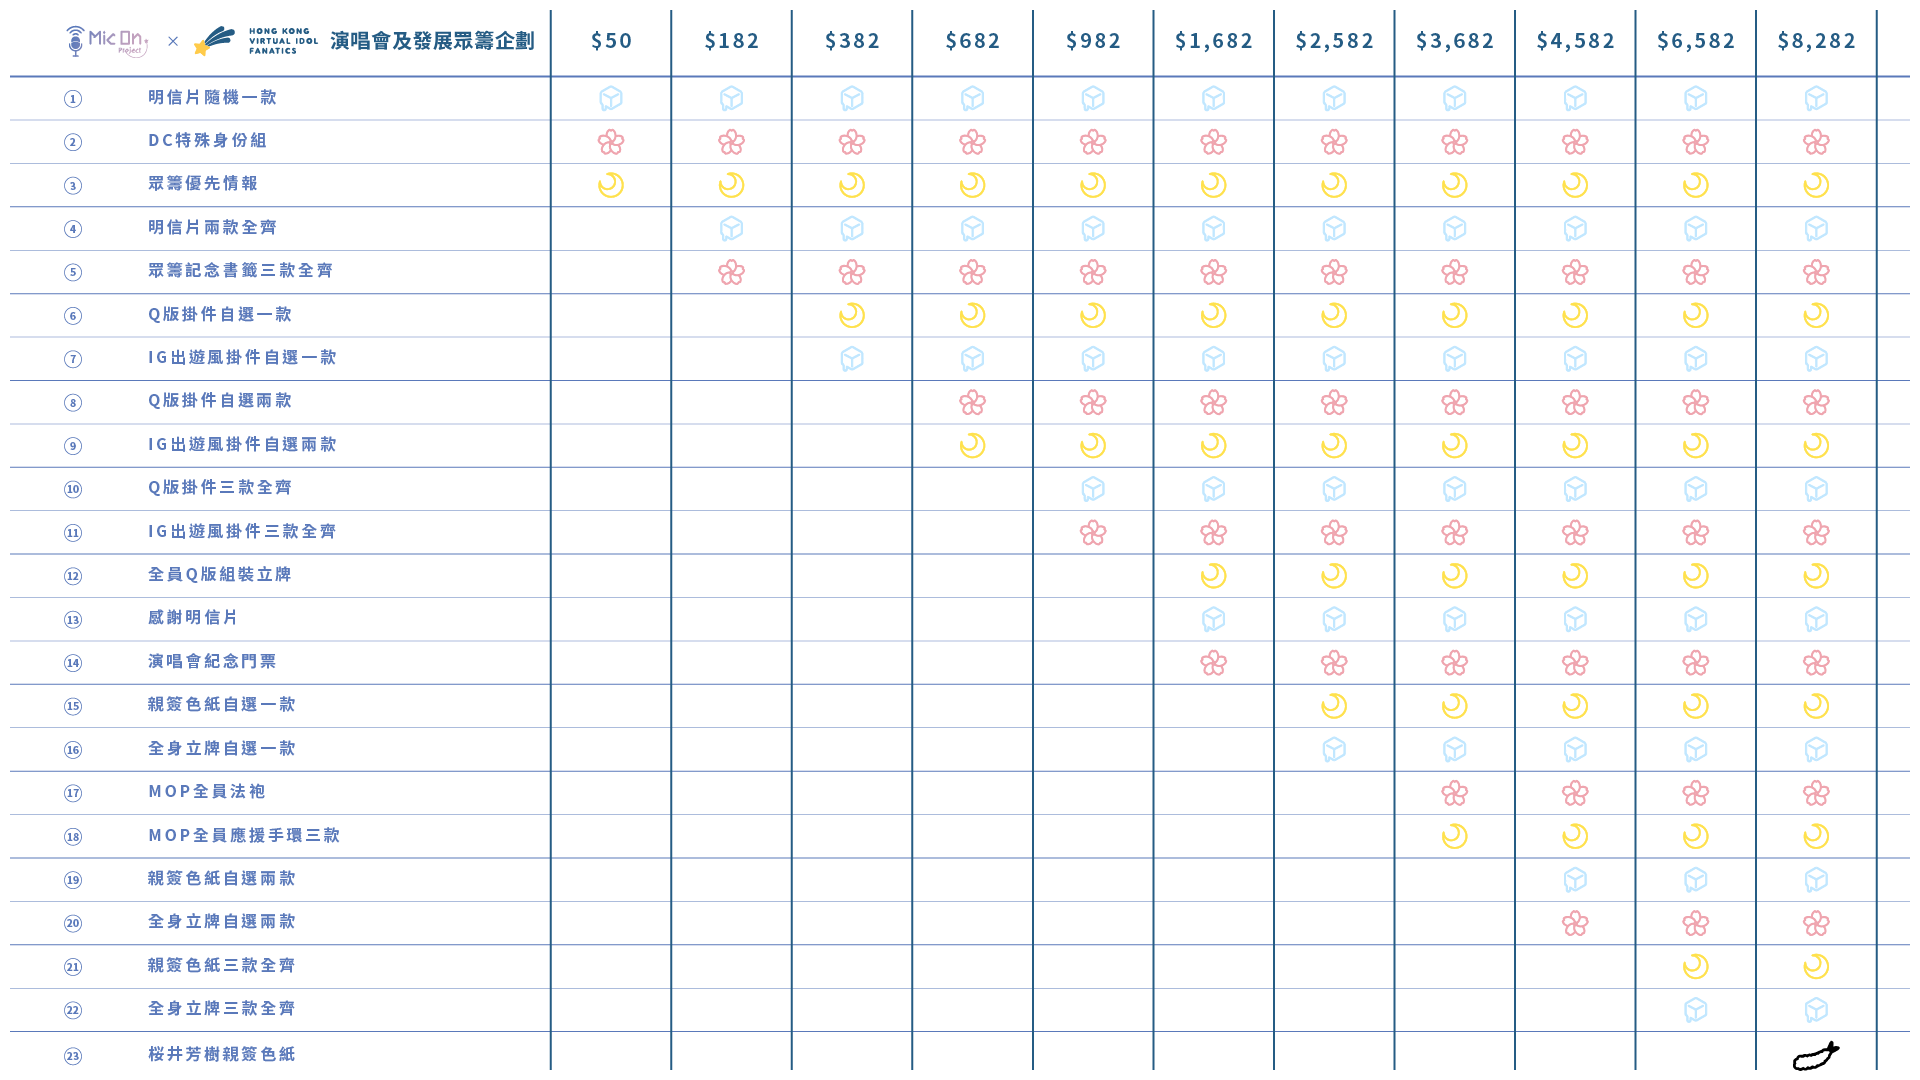 Mic On Project × HONG KONG VIRTUAL IDOL FANATICS 演唱會及發展眾籌企劃 $50 $182 $382 $682 $982 $1,682 $2,582 $3,682 $4,582 $6,582 $8,282
① 明信片隨機一款
② DC特殊身份組
③ 眾籌優先情報
④ 明信片兩款全齊
⑤ 眾籌記念書籤三款全齊
⑥ Q版掛件自選一款
⑦ IG出遊風掛件自選一款
⑧ Q版掛件自選兩款
⑨ IG出遊風掛件自選兩款
⑩ Q版掛件三款全齊
⑪ IG出遊風掛件三款全齊
⑫ 全員Q版組裝立牌
⑬ 感謝明信片
⑭ 演唱會紀念門票
⑮ 親簽色紙自選一款
⑯ 全身立牌自選一款
⑰ MOP全員法袍
⑱ MOP全員應援手環三款
⑲ 親簽色紙自選兩款
⑳ 全身立牌自選兩款
㉑ 親簽色紙三款全齊
㉒ 全身立牌三款全齊
㉓ 桜井芳樹親簽色紙